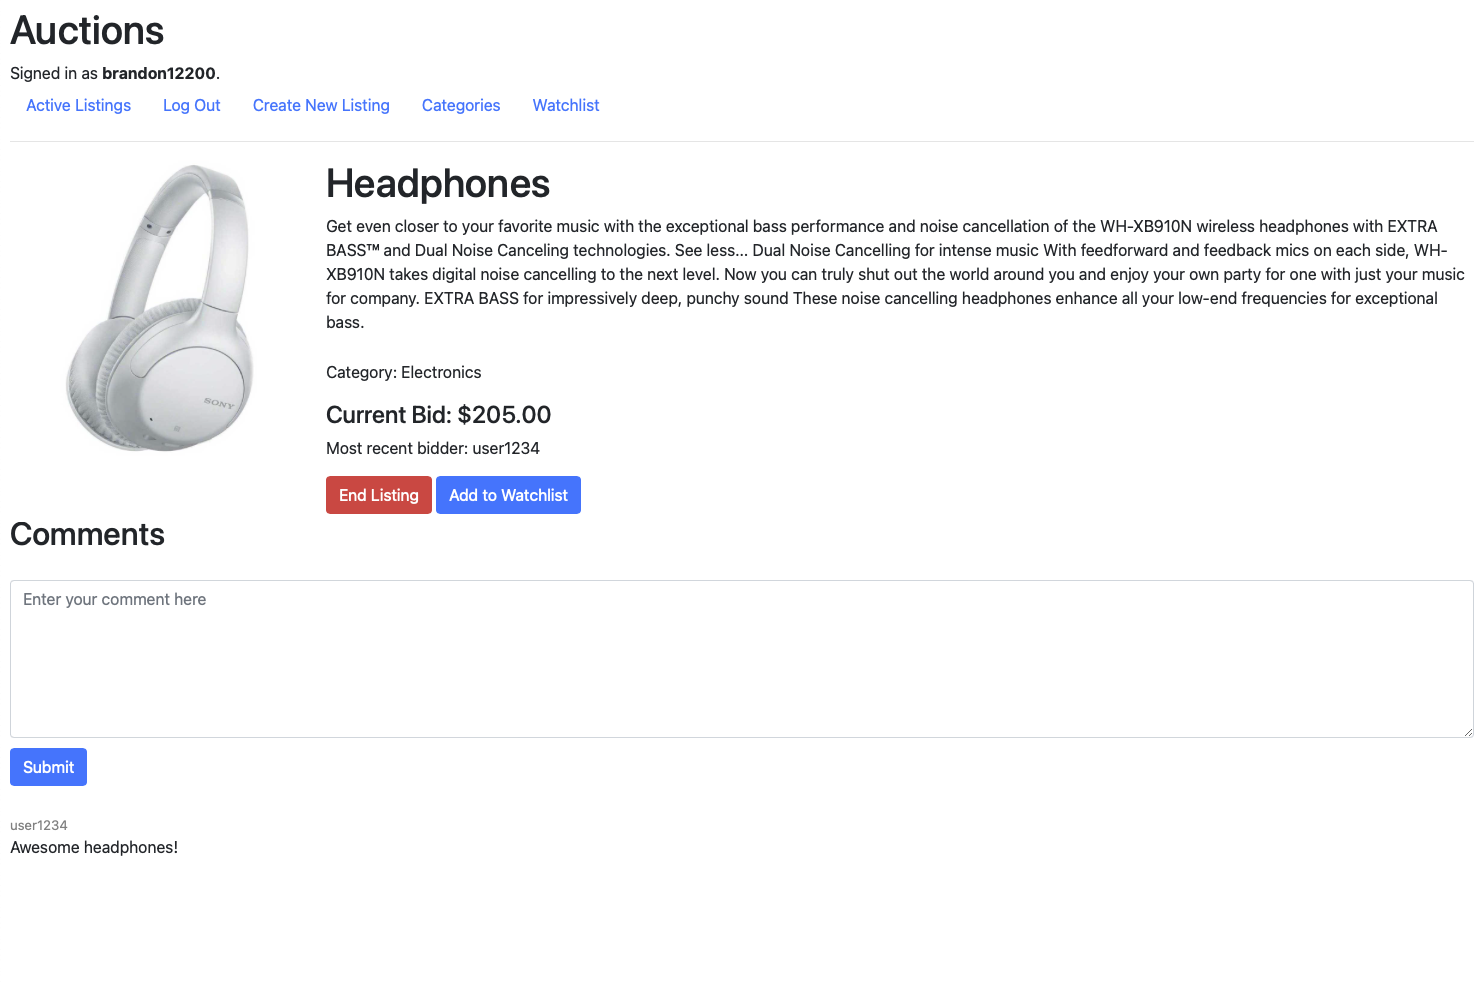 Auctions
Signed in as brandon12200.
Active Listings Log Out Create New Listing Categories Watchlist
Headphones
Get even closer to your favorite music with the exceptional bass performance and noise cancellation of the WH-XB910N wireless headphones with EXTRA
BASS™ and Dual Noise Canceling technologies. See less... Dual Noise Cancelling for intense music With feedforward and feedback mics on each side, WH-
XB910N takes digital noise cancelling to the next level. Now you can truly shut out the world around you and enjoy your own party for one with just your music
for company. EXTRA BASS for impressively deep, punchy sound These noise cancelling headphones enhance all your low-end frequencies for exceptional
bass.
Category: Electronics
SONY
Current Bid: $205.00
Most recent bidder: user1234
End Listing Add to Watchlist
Comments
Enter your comment here
Submit
user1234
Awesome headphones!